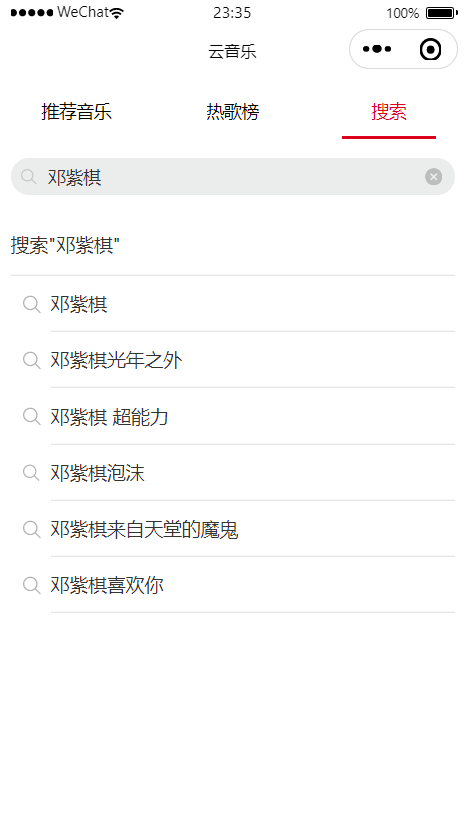 WeChat 23:35 100%
云音乐
推荐音乐 热歌榜 搜索
邓紫棋
搜索"邓紫棋"
邓紫棋
邓紫棋光年之外
邓紫棋 超能力
邓紫棋泡沫
邓紫棋来自天堂的魔鬼
邓紫棋喜欢你